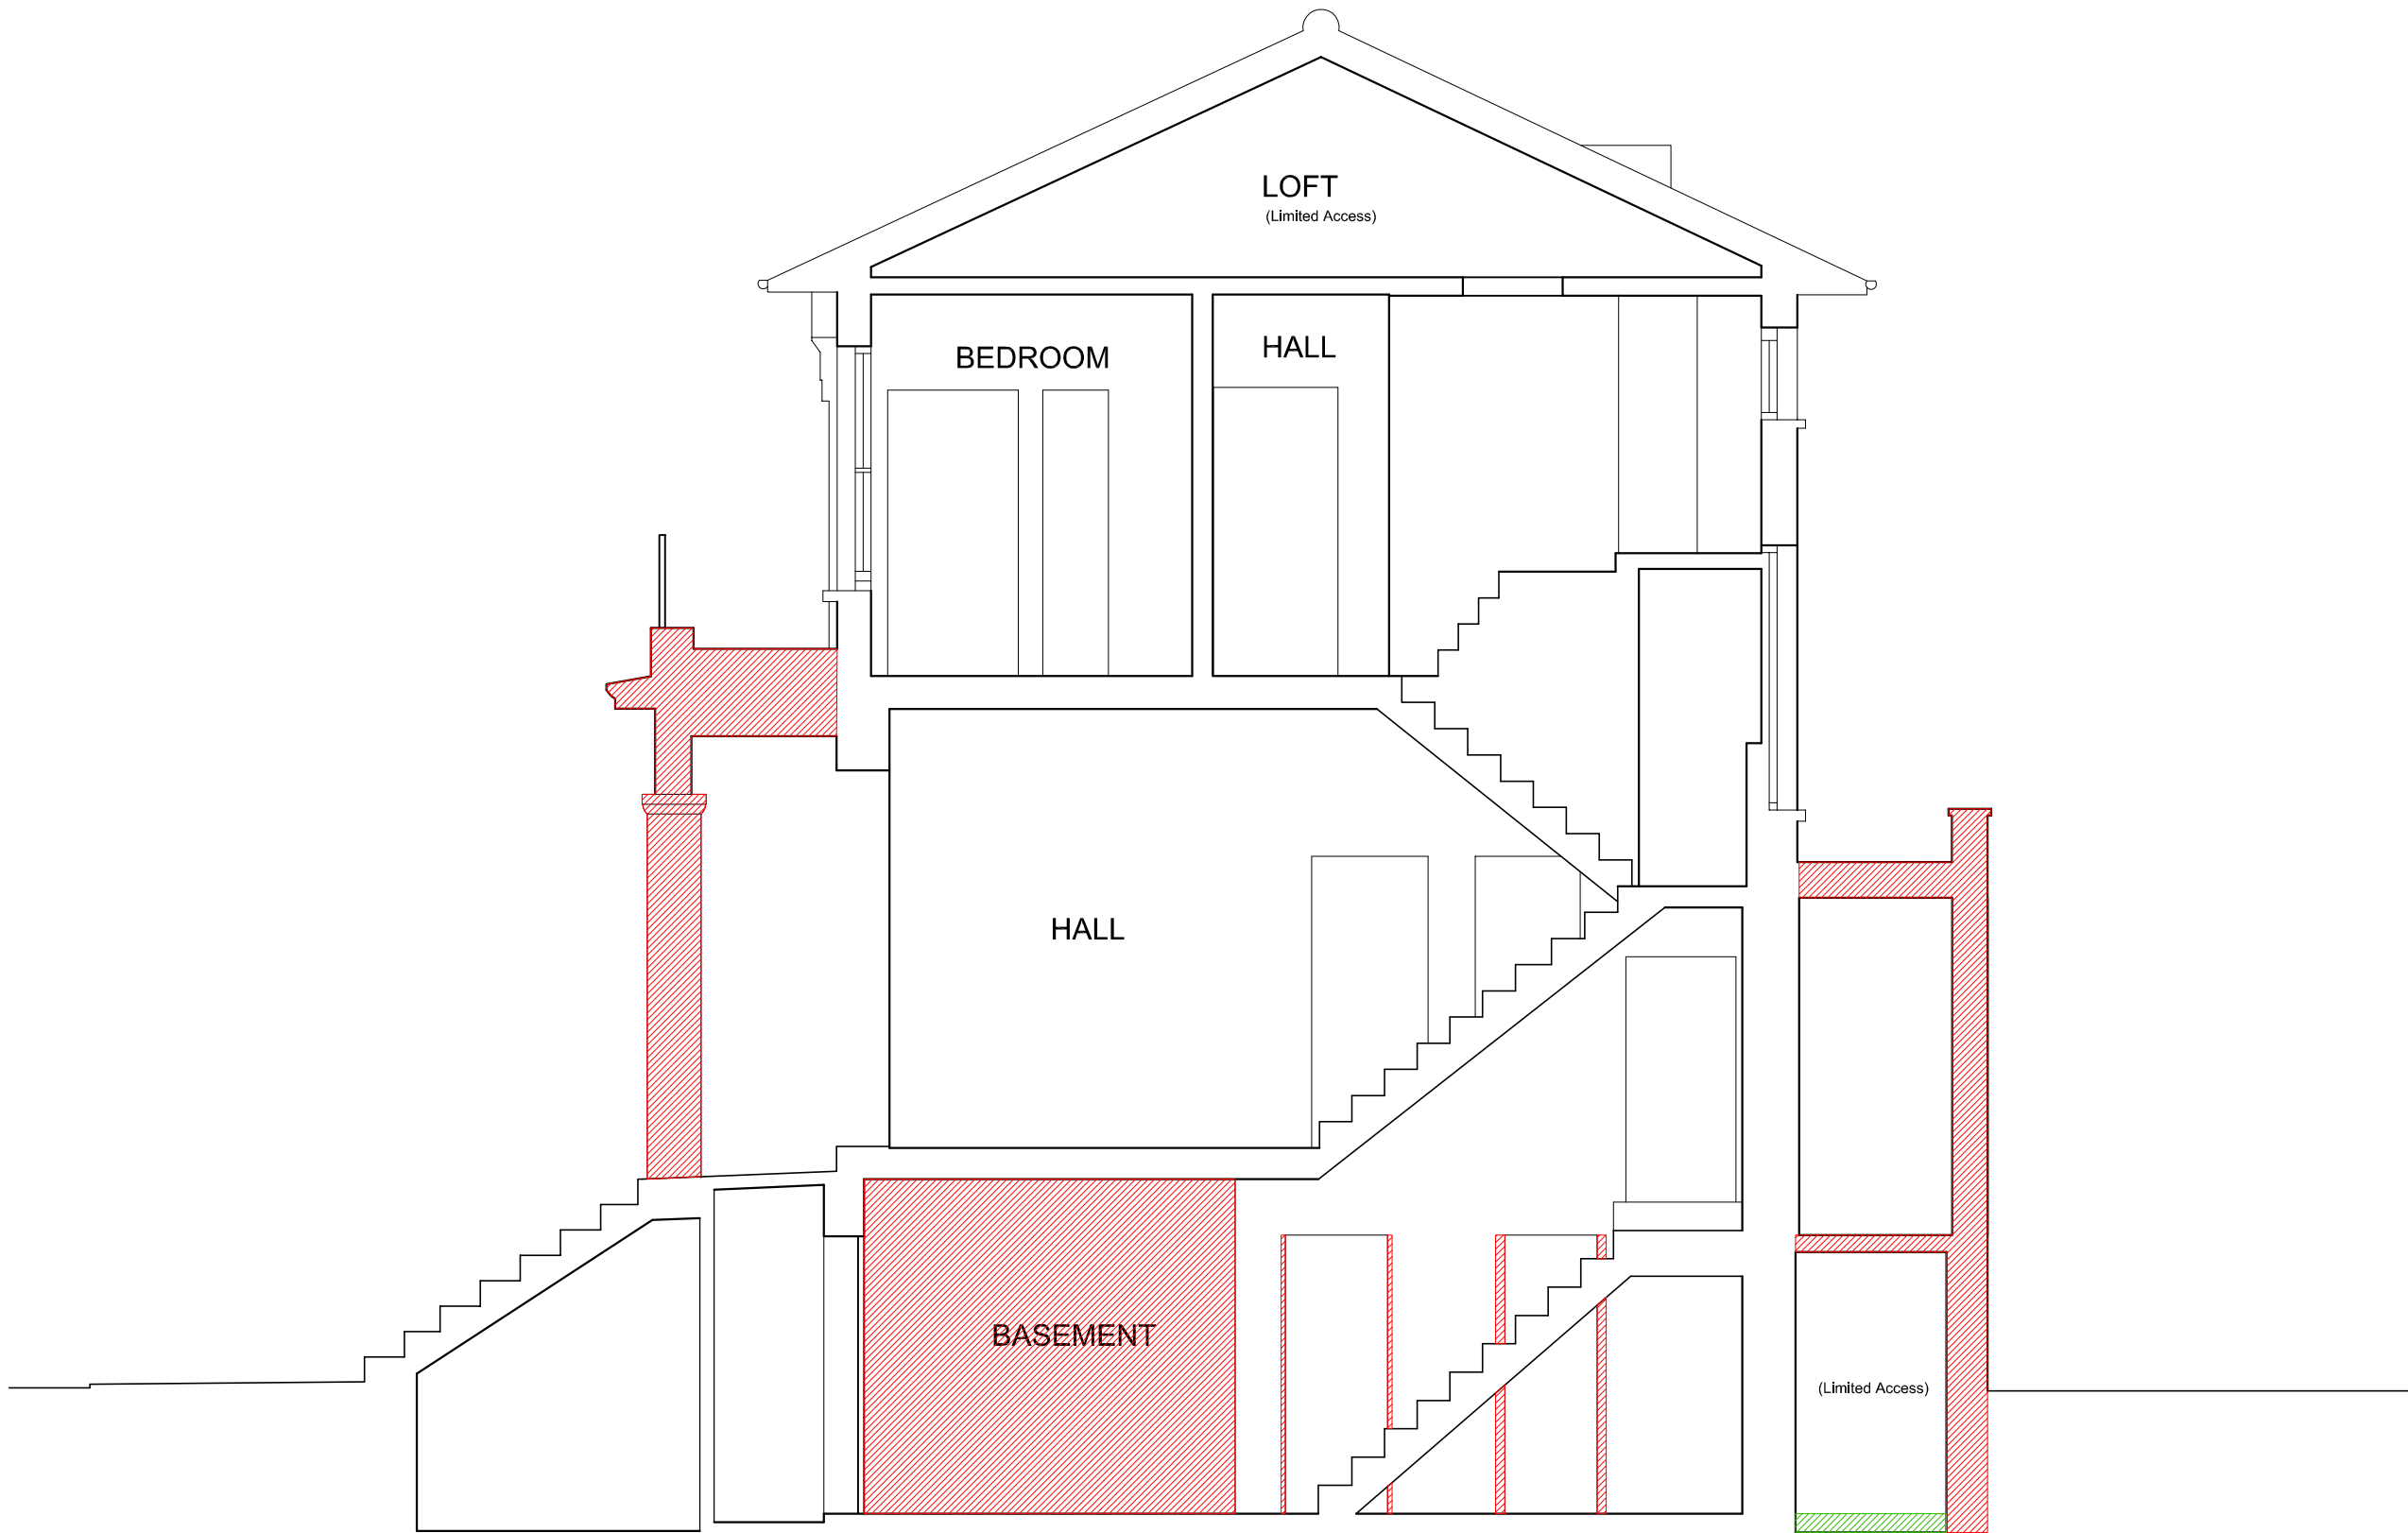 LOFT
(Limited Access)
BEDROOM
HALL
HALL
BASEMENT
(Limited Access)